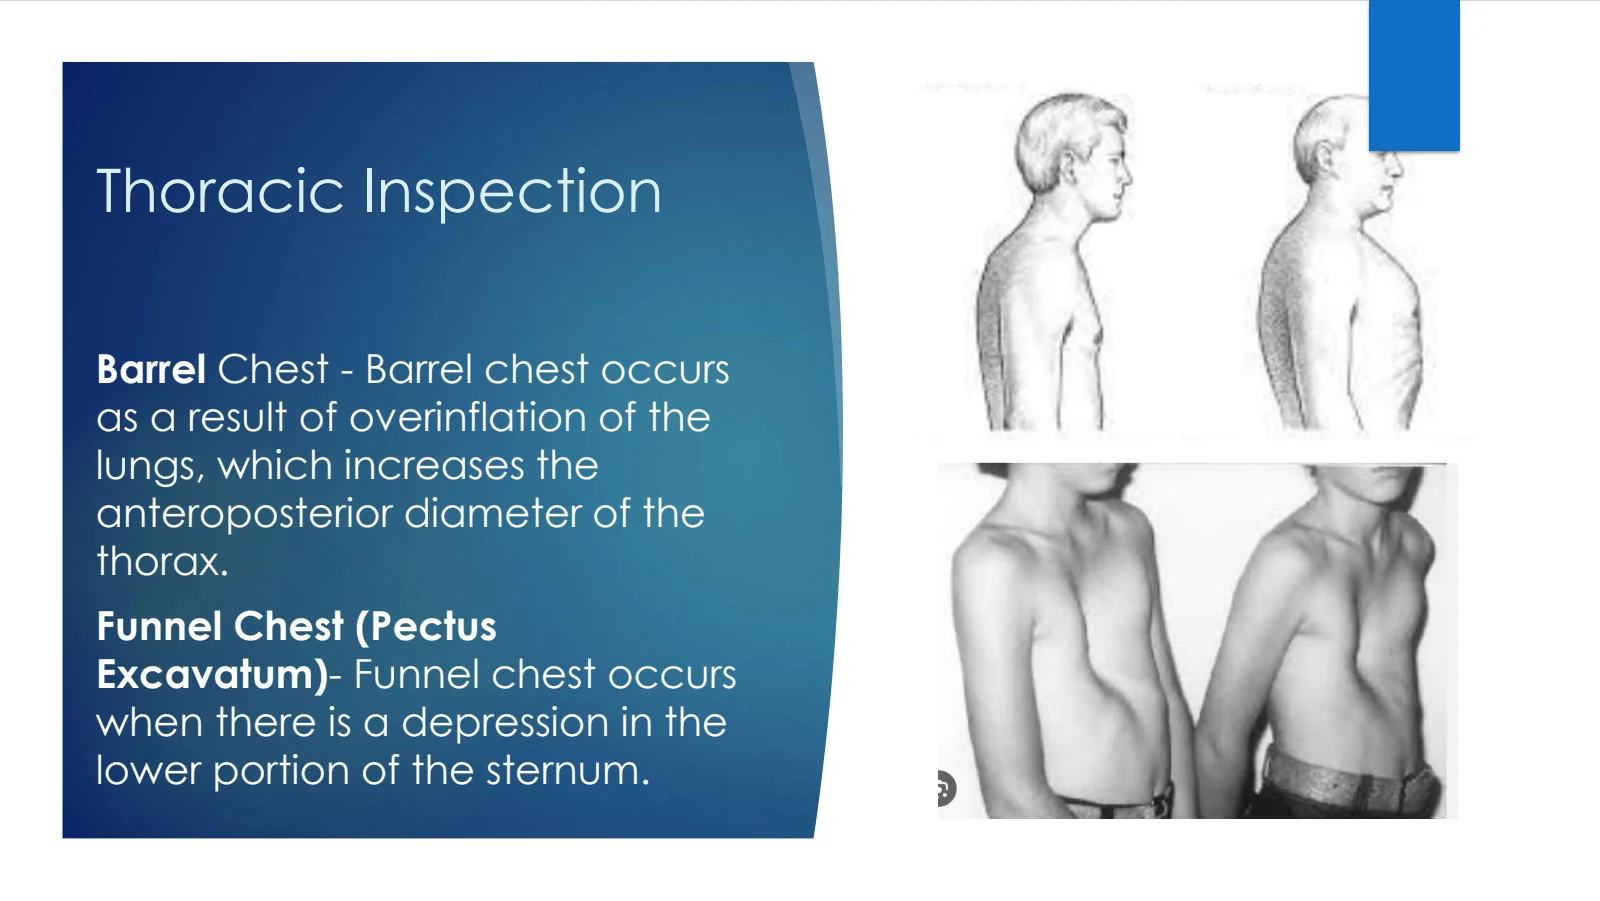 Thoracic Inspection
Barrel Chest - Barrel chest occurs
as a result of overinflation of the
lungs, which increases the
anteroposterior diameter of the
thorax.
Funnel Chest (Pectus
Excavatum)- Funnel chest occurs
when there is a depression in the
lower portion of the sternum.